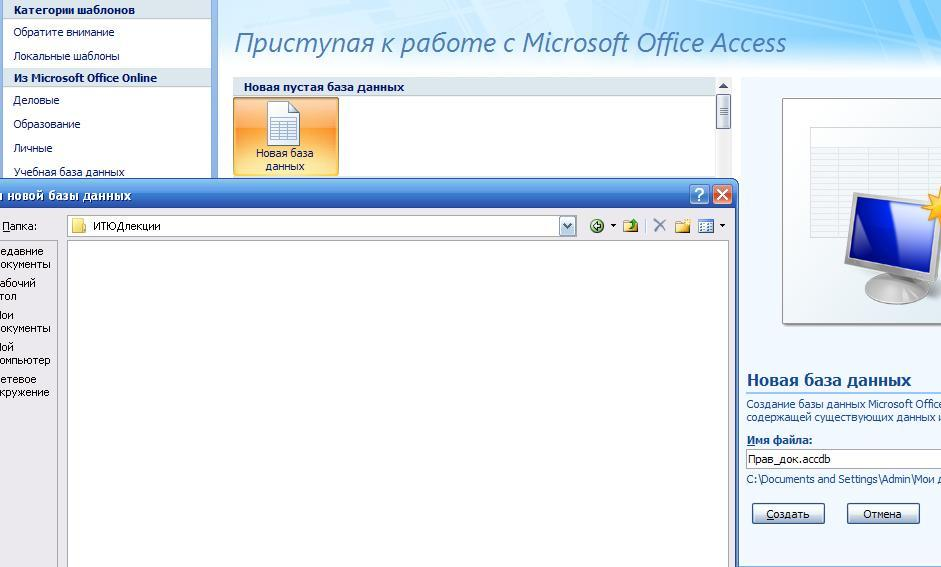 Категории шаблонов
Обратите внимание
Локальные шаблоны
Из Microsoft Office Online
Деловые
Образование
Личные
Учебная база данных
Приступая к работе с Microsoft Office Access
Новая пустая база данных
Новая база
данных
новой базы данных
?
Папка:
ИТЮДлекции
едавние
окументы
абочий
тол
ои
окументы
ой
омпьютер
етевое
кружение
Новая база данных
Создание базы данных Microsoft Office
содержащей существующих данных и
Имя файла:
Прав_док.accdb
C:\Documents and Settings\Admin\Мои д
Создать
Отмена